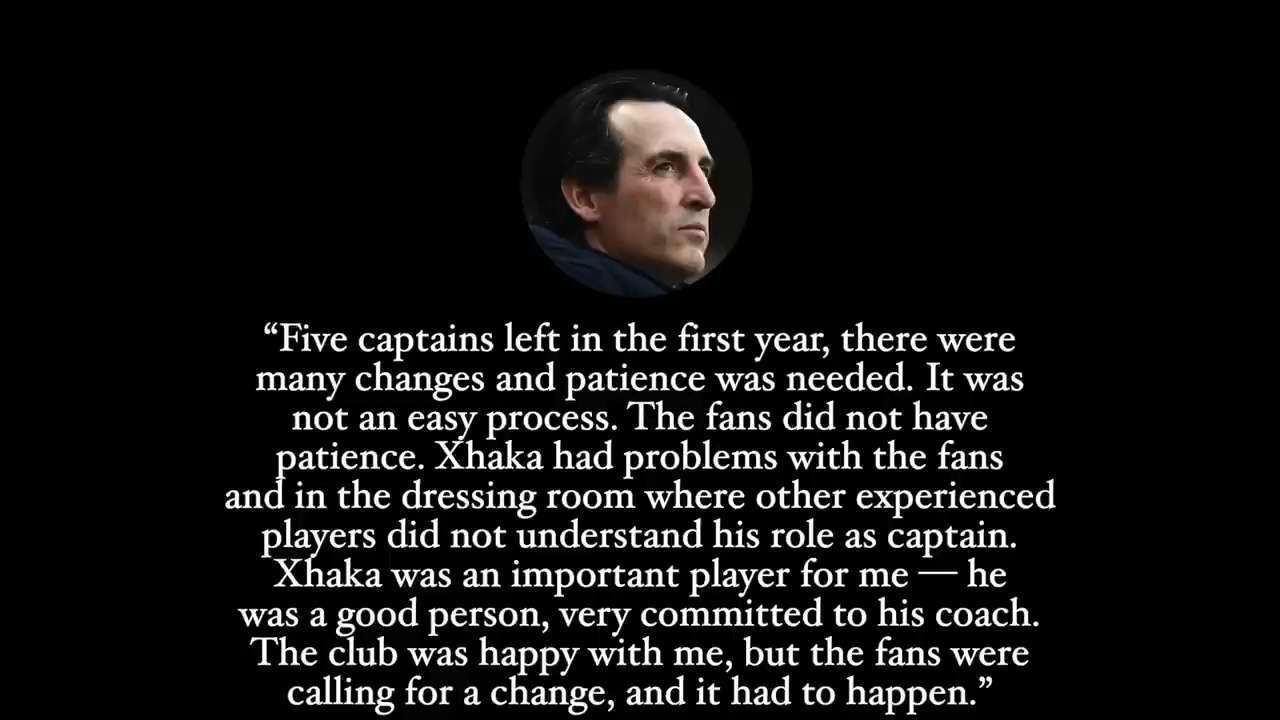 “Five captains left in the first year, there were
many changes and patience was needed. It was
not an easy process. The fans did not have
patience. Xhaka had problems with the fans
and in the dressing room where other experienced
players did not understand his role as captain.
Xhaka was an important player for me — he
was a good person, very committed to his coach.
The club was happy with me, but the fans were
calling for a change, and it had to happen.”